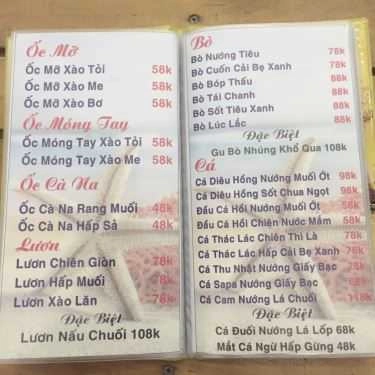 Ốc Mỡ
Ốc Mỡ Xào Tỏi 58k
Ốc Mỡ Xào Me 58k
Ốc Mỡ Xào Bơ 58k
Ốc Móng Tay
Ốc Móng Tay Xào Tỏi 58k
Ốc Móng Tay Xào Me 58k
Ốc Cà Na
Ốc Cà Na Rang Muối 48k
Ốc Cà Na Hấp Sả 48k
Lươn
Lươn Chiên Giòn 78k
Lươn Hấp Muối 78k
Lươn Xào Lăn 78k
Đặc Biệt
Lươn Nấu Chuối 108k
Bò
Bò Nướng Tiêu 78k
Bò Cuốn Cải Bẹ Xanh 78k
Bò Bóp Thấu 88k
Bò Tái Chanh 88k
Bò Sốt Tiêu Xanh 88k
Bò Lúc Lắc 88k
Đặc Biệt
Gu Bò Nhúng Khổ Qua 108k
Cá
Cá Diêu Hồng Nướng Muối Ớt 98k
Cá Diêu Hồng Sốt Chua Ngọt 98k
Đầu Cá Hồi Nướng Muối Ớt
Đầu Cá Hồi Chiên Nước Mắm
Cá Thác Lác Chiên Thì Là 78k
Cá Thác Lác Hấp Cải Bẹ Xanh 78k
Cá Thu Nhật Nướng Giấy Bạc
Cá Sapa Nướng Giấy Bạc
Cá Cam Nướng Lá Chuối
Đặc Biệt
Cá Đuối Nướng Lá Lốp 68k
Mắt Cá Ngừ Hấp Gừng 48k